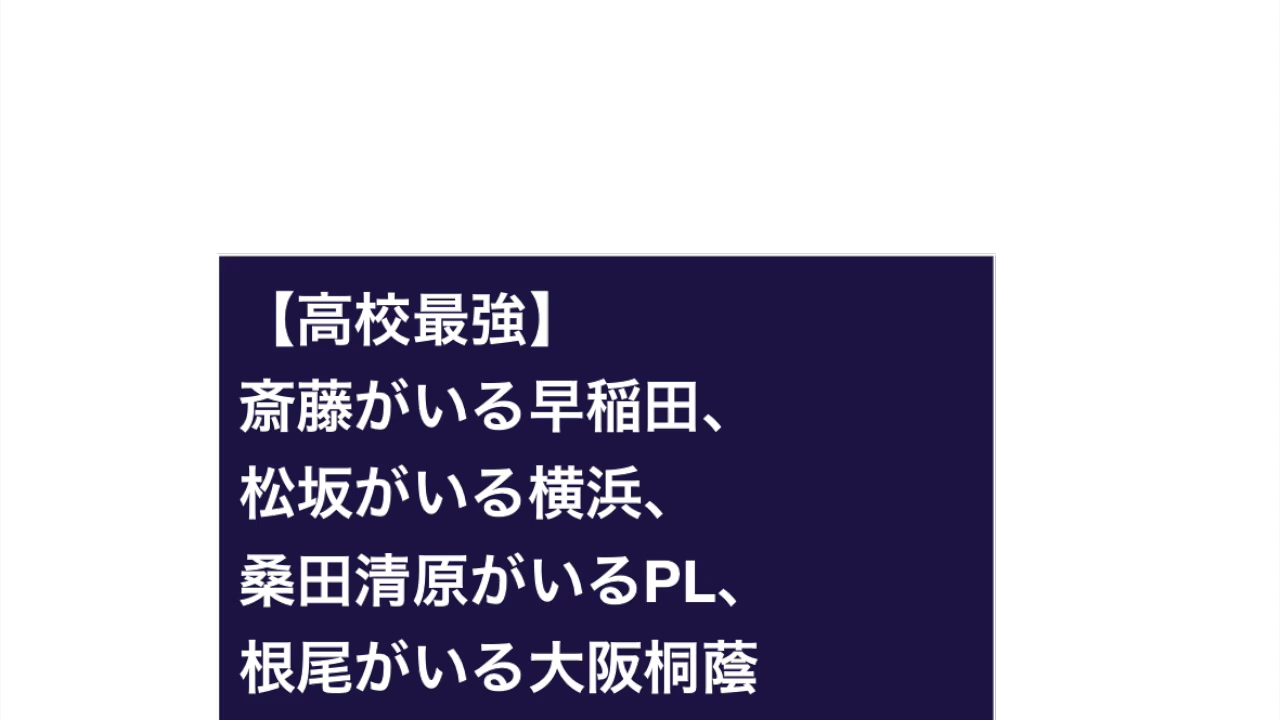 【高校最強】
斎藤がいる早稲田、
松坂がいる横浜、
桑田清原がいるPL、
根尾がいる大阪桐蔭